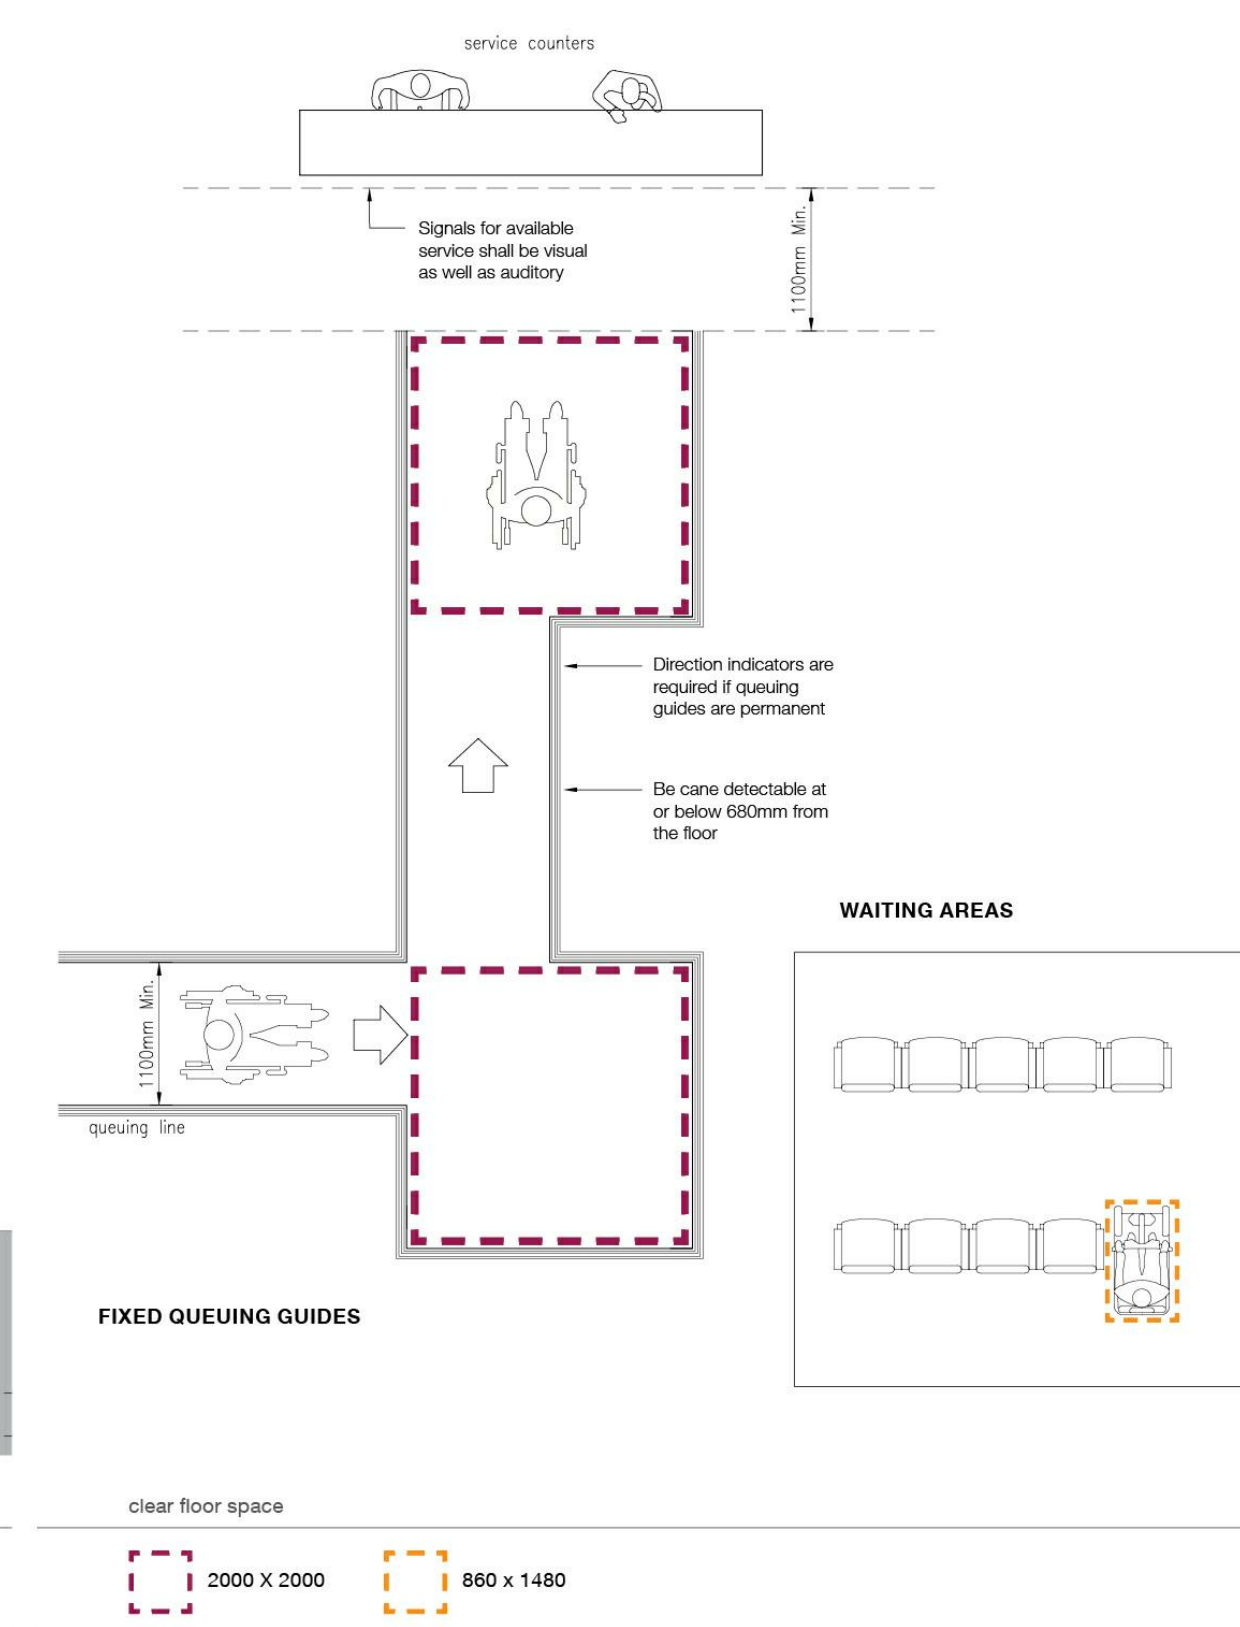 service counters
Signals for available
service shall be visual
as well as auditory
1100mm Min.
Direction indicators are
required if queuing
guides are permanent
Be cane detectable at
or below 680mm from
the floor
WAITING AREAS
1100mm Min.
queuing line
FIXED QUEUING GUIDES
clear floor space
2000 X 2000
860 x 1480